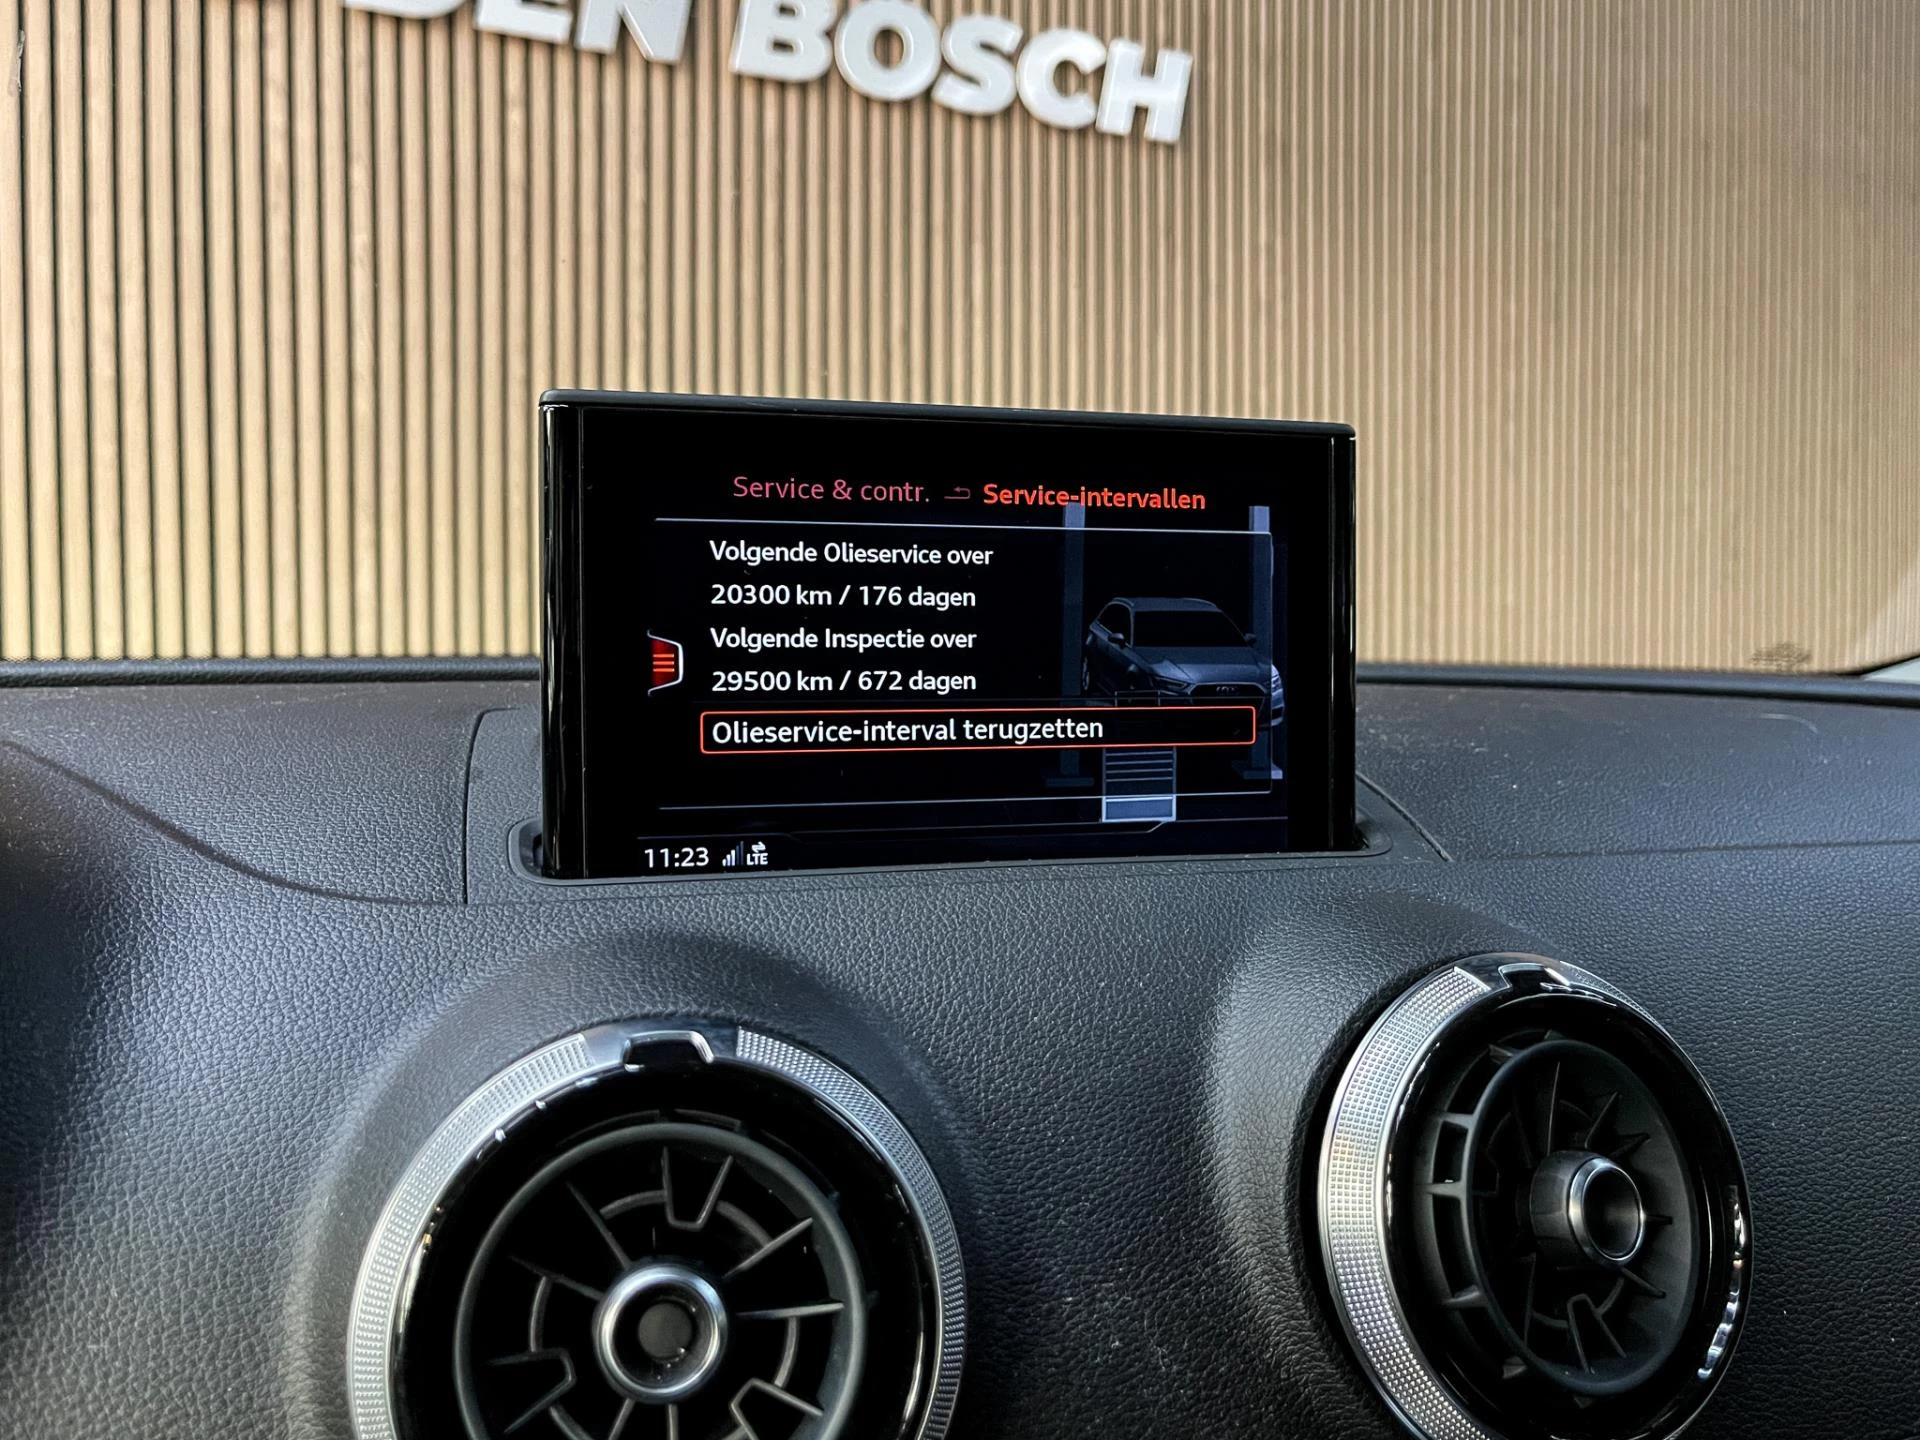 DEN BOSCH
Service & contr. Service-intervallen
Volgende Olieservice over
20300 km / 176 dagen
Volgende Inspectie over
29500 km / 672 dagen
Olieservice-interval terugzetten
11:23 LTE